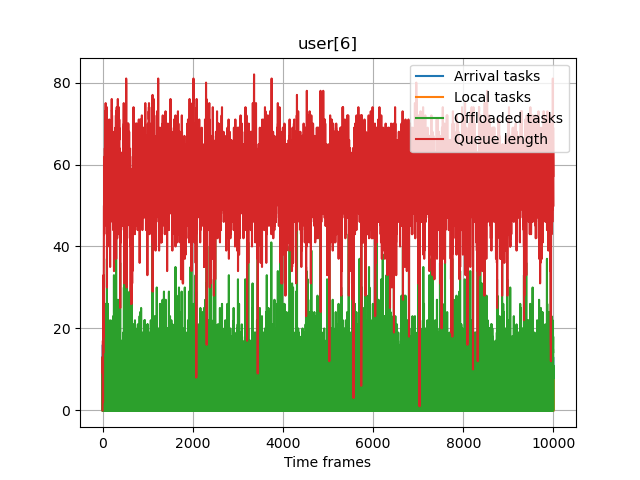 user[6]
Arrival tasks
Local tasks
Offloaded tasks
Queue length
80
60
40
20
0
0 2000 4000 6000 8000 10000
Time frames